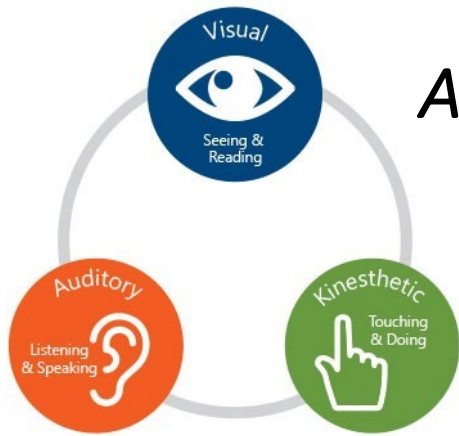 Visual
Seeing &
Reading
A
Auditory
Listening
& Speaking
Kinesthetic
Touching
& Doing